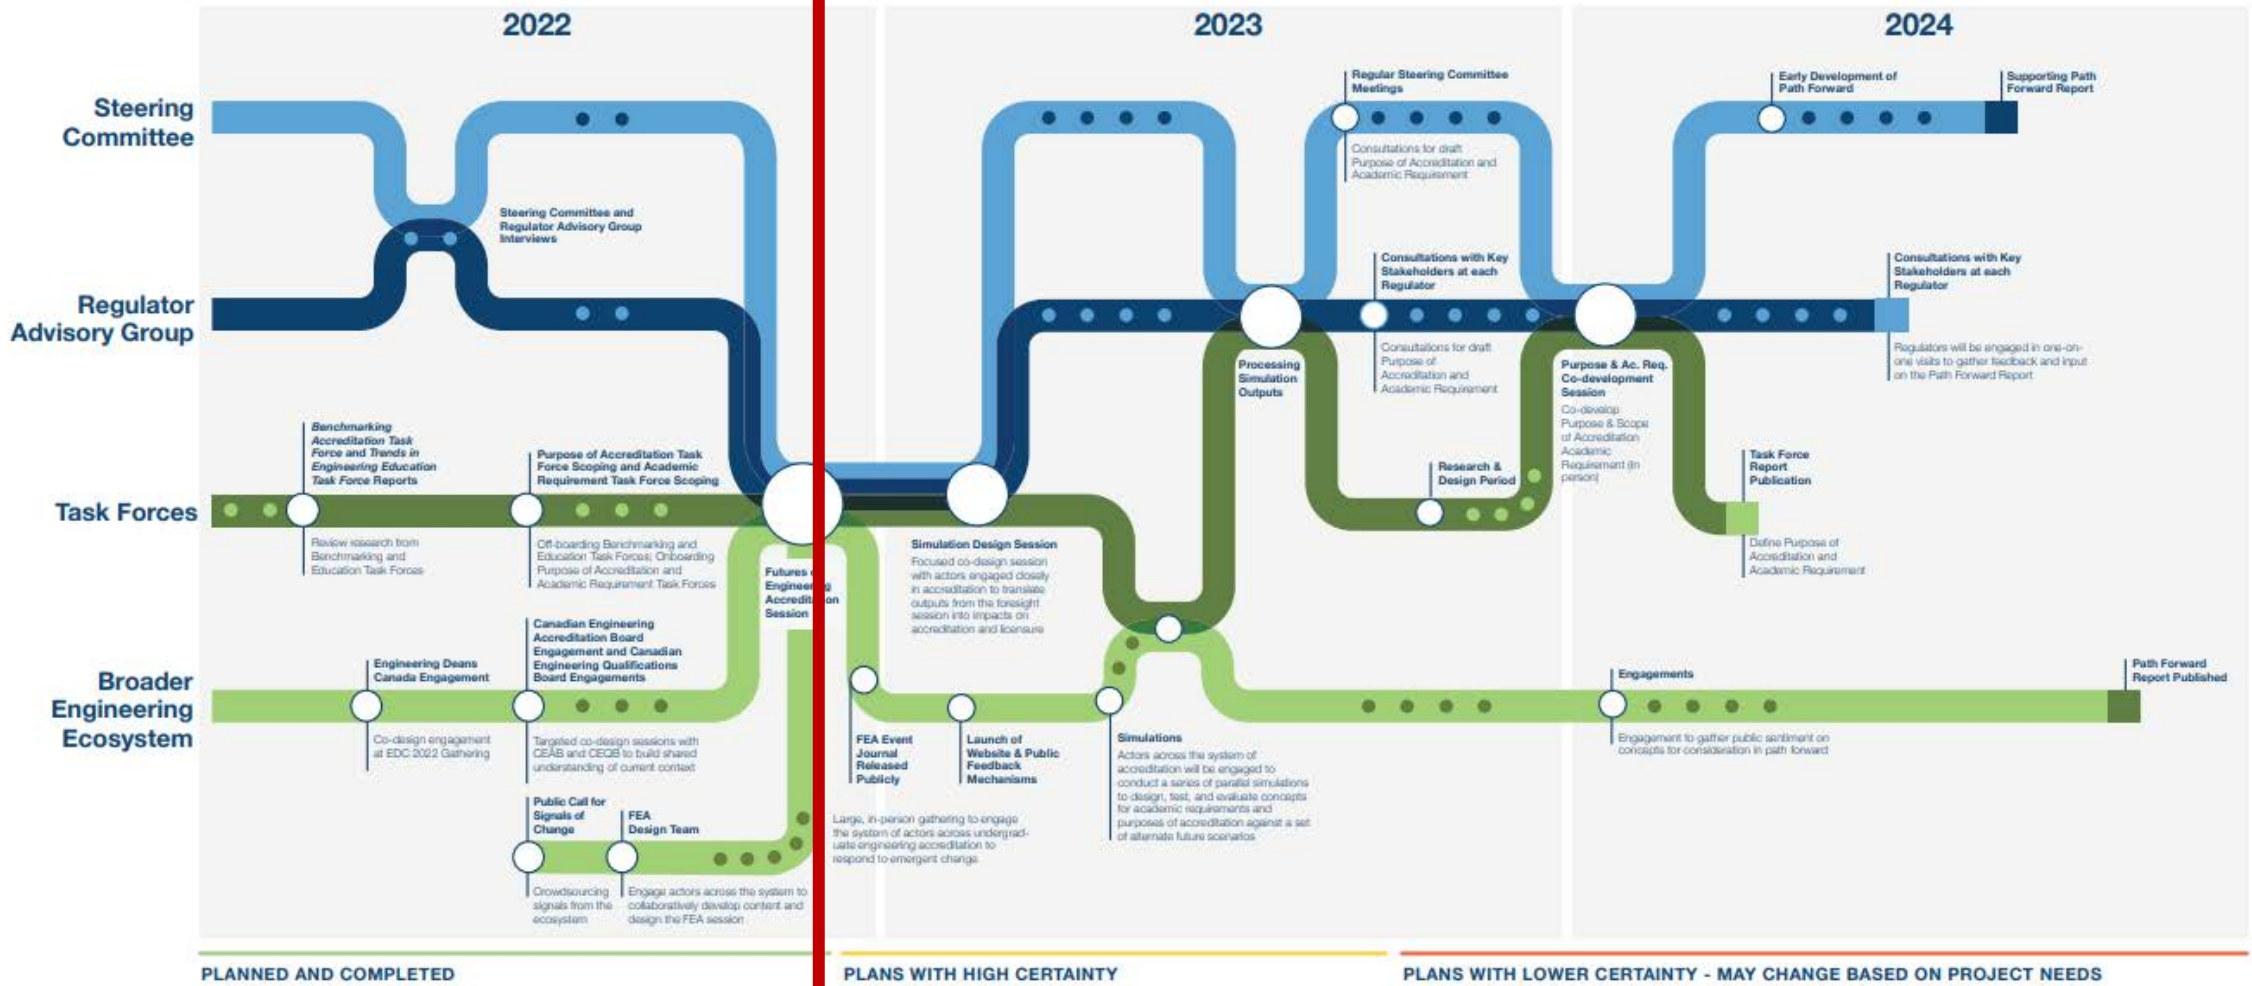 2022
2023
2024
Steering
Committee
Regulator
Advisory Group
Task Forces
Broader
Engineering
Ecosystem
Steering Committee and
Regulator Advisory Group
Interviews
Regular Steering Committee
Meetings
Consultations for draft
Purpose of Accreditation and
Academic Requirement
Early Development of
Path Forward
Supporting Path
Forward Report
Consultations with Key
Stakeholders at each
Regulator
Consultations for draft
Purpose of
Accreditation and
Academic Requirement
Consultations with Key
Stakeholders at each
Regulator
Regulators will be engaged in one-on-
one visits to gather feedback and input
on the Path Forward Report
Processing
Simulation
Outputs
Purpose & Ac. Req.
Co-development
Session
Co-develop
Purpose & Scope
of Accreditation
Academic
Requirement (In
person)
Benchmarking
Accreditation Task
Force and Trends in
Engineering Education
Task Force Reports
Review research from
Benchmarking and
Education Task Forces
Purpose of Accreditation Task
Force Scoping and Academic
Requirement Task Force Scoping
Off-boarding Benchmarking and
Education Task Forces; Onboarding
Purpose of Accreditation and
Academic Requirement Task Forces
Futures
Engineering
Accreditation
Session
Simulation Design Session
Focused co-design session
with actors engaged closely
in accreditation to translate
outputs from the foresight
session into impacts on
accreditation and licensure
Research &
Design Period
Task Force
Report
Publication
Define Purpose of
Accreditation and
Academic Requirement
Engineering Deans
Canada Engagement
Co-design engagement
at EDC 2022 Gathering
Canadian Engineering
Accreditation Board
Engagement and Canadian
Engineering Qualifications
Board Engagements
Targeted co-design sessions with
CEAB and CEQB to build shared
understanding of current context
Public Call for
Signals of
Change
Crowdsourcing
signals from the
ecosystem
FEA
Design Team
Engage actors across the system to
collaboratively develop content and
design the FEA session
FEA Event
Journal
Released
Publicly
Launch of
Website & Public
Feedback
Mechanisms
Large, in-person gathering to engage
the system of actors across undergrad-
uate engineering accreditation to
respond to emergent change.
Simulations
Actors across the system of
accreditation will be engaged to
conduct a series of parallel simulations
to design, test, and evaluate concepts
for academic requirements and
purposes of accreditation against a set
of alternate future scenarios
Engagements
Engagement to gather public sentiment on
concepts for consideration in path forward
Path Forward
Report Published
PLANNED AND COMPLETED
PLANS WITH HIGH CERTAINTY
PLANS WITH LOWER CERTAINTY - MAY CHANGE BASED ON PROJECT NEEDS